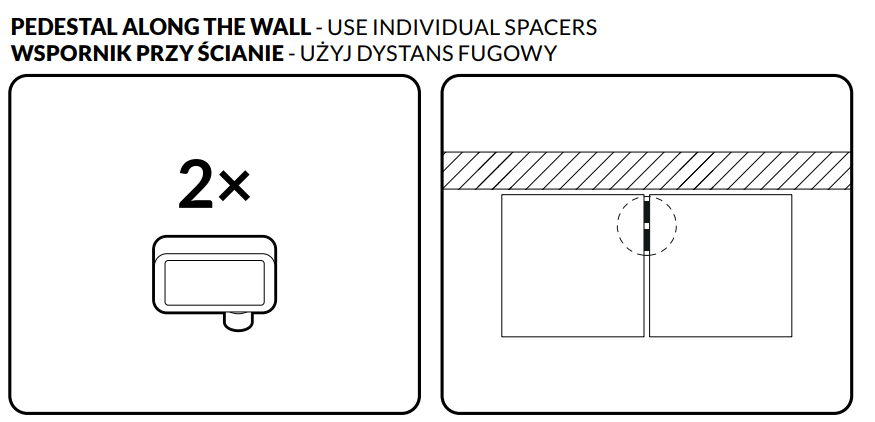 PEDESTAL ALONG THE WALL - USE INDIVIDUAL SPACERS
WSPORNIK PRZY ŚCIANIE - UŻYJ DYSTANS FUGOWY
2×